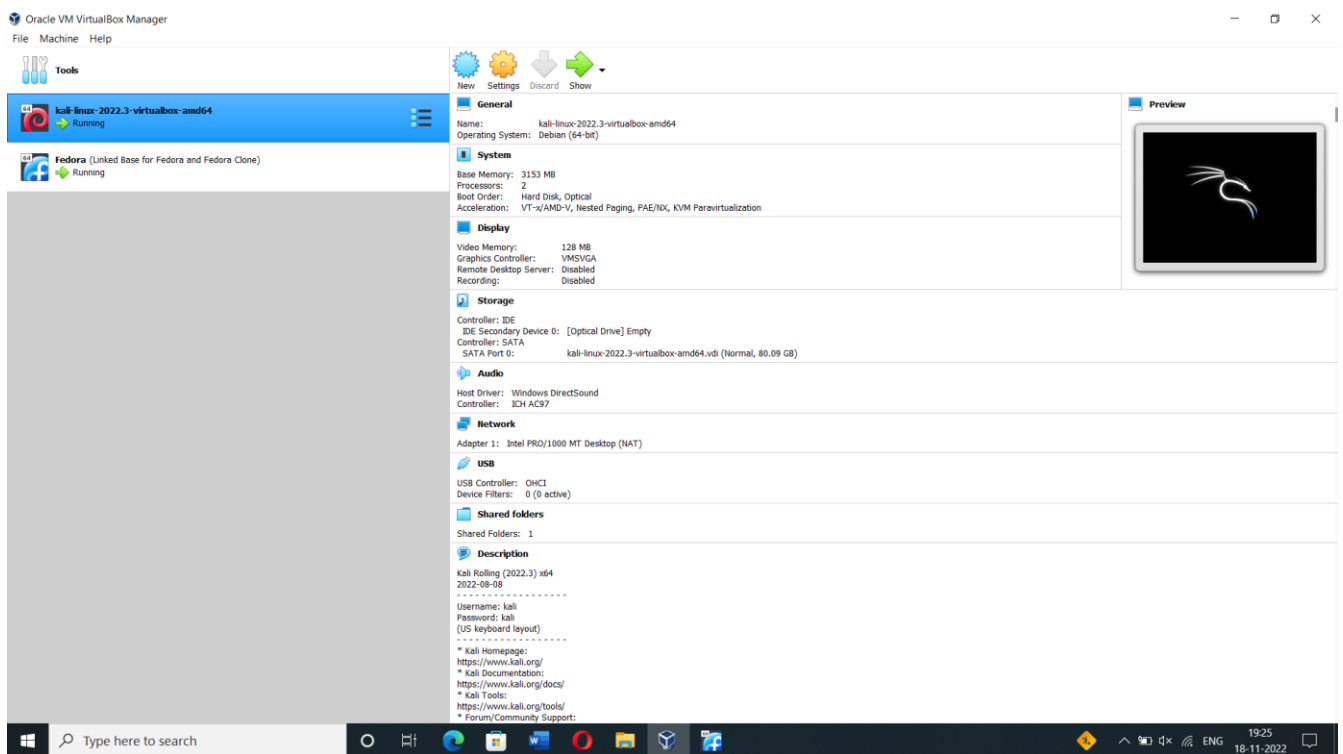 Oracle VM VirtualBox Manager
File Machine Help
Tools
New Settings Discard Show
64 kali-linux-2022.3-virtualbox-amd64
Running
64 Fedora (Linked Base for Fedora and Fedora Clone)
Running
General
Name: kali-linux-2022.3-virtualbox-amd64
Operating System: Debian (64-bit)
Preview
System
Base Memory: 3153 MB
Processors: 2
Boot Order: Hard Disk, Optical
Acceleration: VT-x/AMD-V, Nested Paging, PAE/NX, KVM Paravirtualization
Display
Video Memory: 128 MB
Graphics Controller: VMSVGA
Remote Desktop Server: Disabled
Recording: Disabled
Storage
Controller: IDE
IDE Secondary Device 0: [Optical Drive] Empty
Controller: SATA
SATA Port 0: kali-linux-2022.3-virtualbox-amd64.vdi (Normal, 80.09 GB)
Audio
Host Driver: Windows DirectSound
Controller: ICH AC97
Network
Adapter 1: Intel PRO/1000 MT Desktop (NAT)
USB
USB Controller: OHCI
Device Filters: 0 (0 active)
Shared folders
Shared Folders: 1
Description
Kali Rolling (2022.3) x64
2022-08-08
- - - - - - - - - - - - - - - - - -
Username: kali
Password: kali
(US keyboard layout)
- - - - - - - - - - - - - - - - - -
* Kali Homepage:
https://www.kali.org/
* Kali Documentation:
https://www.kali.org/docs/
* Kali Tools:
https://www.kali.org/tools/
* Forum/Community Support:
Type here to search
ENG
19:25
18-11-2022